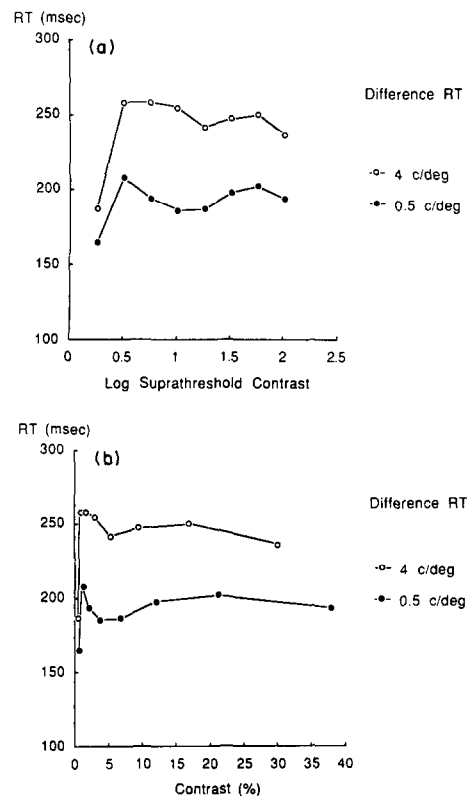 RT (msec)
300
(a)
250
200
150
100
0 0.5 1 1.5 2 2.5
Log Suprathreshold Contrast
Difference RT
-o- 4 c/deg
-•- 0.5 c/deg
RT (msec)
300
(b)
250
200
150
100
0 5 10 15 20 25 30 35 40
Contrast (%)
Difference RT
-o- 4 c/deg
-•- 0.5 c/deg